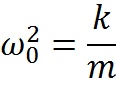 ω₀² = k/m